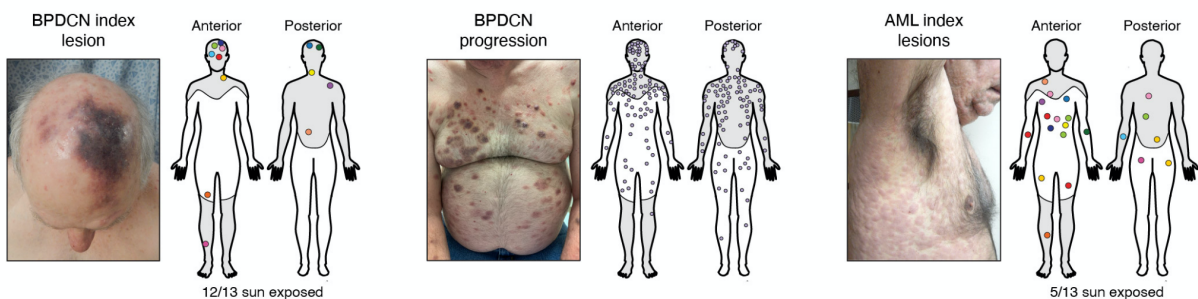 BPDCN index
lesion
Anterior
Posterior
12/13 sun exposed
BPDCN
progression
Anterior
Posterior
AML index
lesions
Anterior
Posterior
5/13 sun exposed